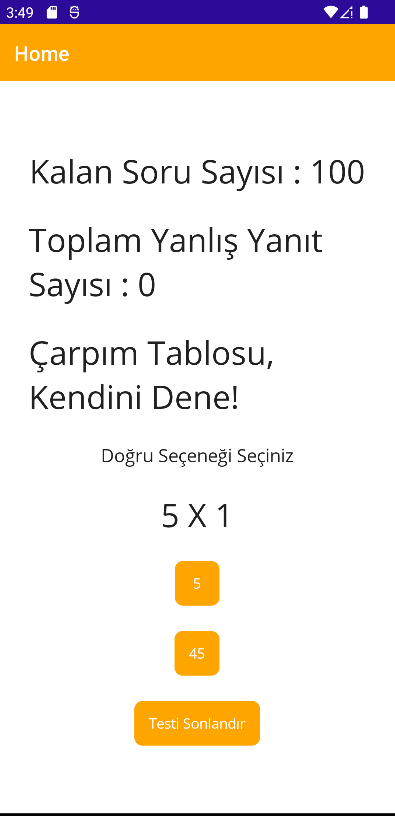 3:49
Home
Kalan Soru Sayısı : 100
Toplam Yanlış Yanıt
Sayısı : 0
Çarpım Tablosu,
Kendini Dene!
Doğru Seçeneği Seçiniz
5 X 1
5
45
Testi Sonlandır